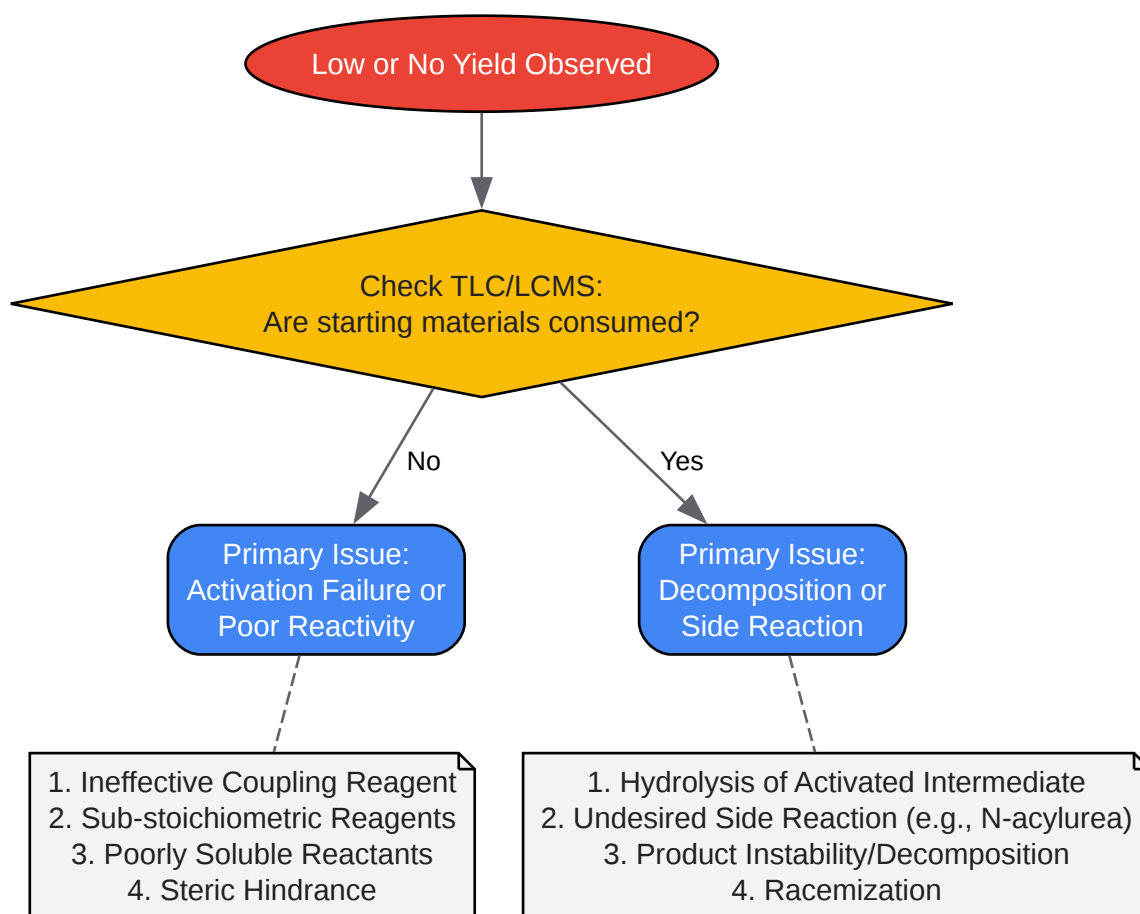 Low or No Yield Observed
Check TLC/LCMS:
Are starting materials consumed?
No
Yes
Primary Issue:
Activation Failure or
Poor Reactivity
Primary Issue:
Decomposition or
Side Reaction
1. Ineffective Coupling Reagent
2. Sub-stoichiometric Reagents
3. Poorly Soluble Reactants
4. Steric Hindrance
1. Hydrolysis of Activated Intermediate
2. Undesired Side Reaction (e.g., N-acylurea)
3. Product Instability/Decomposition
4. Racemization